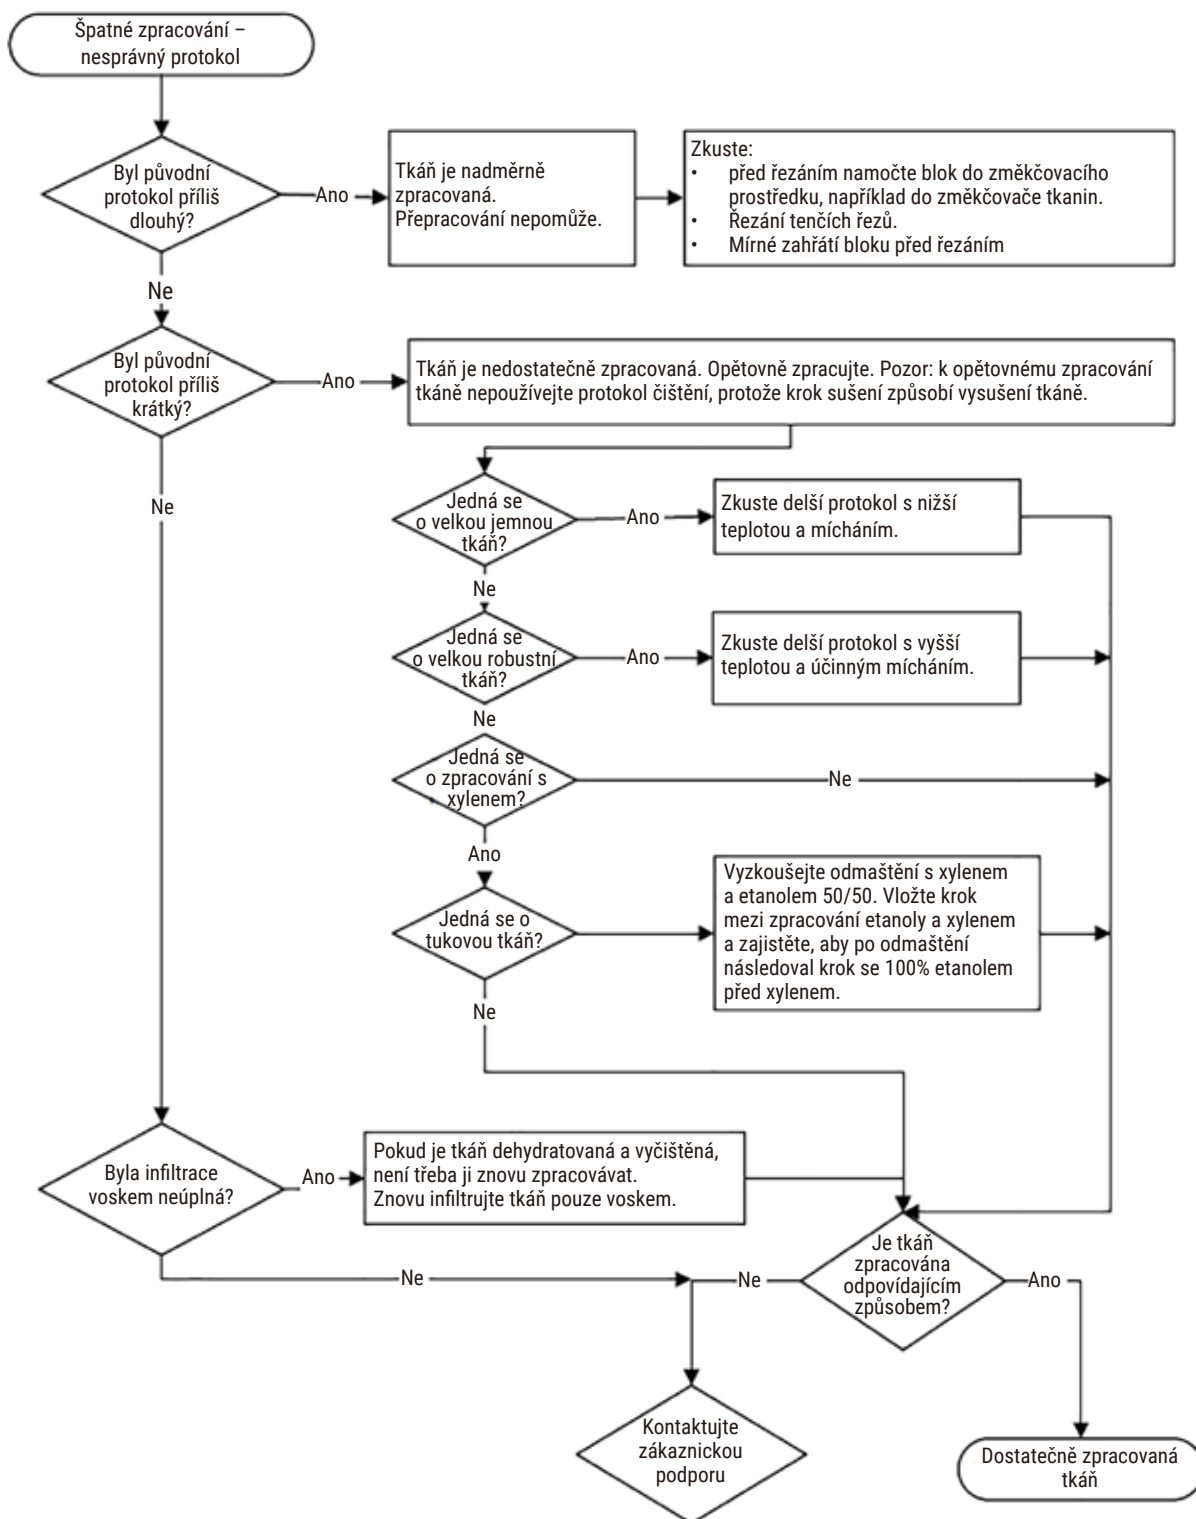 Špatné zpracování –
nesprávný protokol
Byl původní
protokol příliš
dlouhý?
Ano
Tkáň je nadměrně
zpracovaná.
Přepracování nepomůže.
Zkuste:
• před řezáním namočte blok do změkčovacího
prostředku, například do změkčovače tkanin.
• Řezání tenčích řezů.
• Mírné zahřátí bloku před řezáním
Ne
Byl původní
protokol příliš
krátký?
Ano
Tkáň je nedostatečně zpracovaná. Opětovně zpracujte. Pozor: k opětovnému zpracování
tkáně nepoužívejte protokol čištění, protože krok sušení způsobí vysušení tkáně.
Ne
Jedná se
o velkou jemnou
tkáň?
Ano
Zkuste delší protokol s nižší
teplotou a mícháním.
Ne
Jedná se
o velkou robustní
tkáň?
Ano
Zkuste delší protokol s vyšší
teplotou a účinným mícháním.
Ne
Jedná se
o zpracování s
xylenem?
Ne
Ano
Jedná se o
tukovou tkáň?
Vyzkoušejte odmaštění s xylenem
a etanolem 50/50. Vložte krok
mezi zpracování etanoly a xylenem
a zajistěte, aby po odmaštění
následoval krok se 100% etanolem
před xylenem.
Ne
Byla infiltrace
voskem neúplná?
Ano
Pokud je tkáň dehydratovaná a vyčištěná,
není třeba ji znovu zpracovávat.
Znovu infiltrujte tkáň pouze voskem.
Ne
Je tkáň
zpracována
odpovídajícím
způsobem?
Ne
Ano
Kontaktujte
zákaznickou
podporu
Dostatečně zpracovaná
tkáň